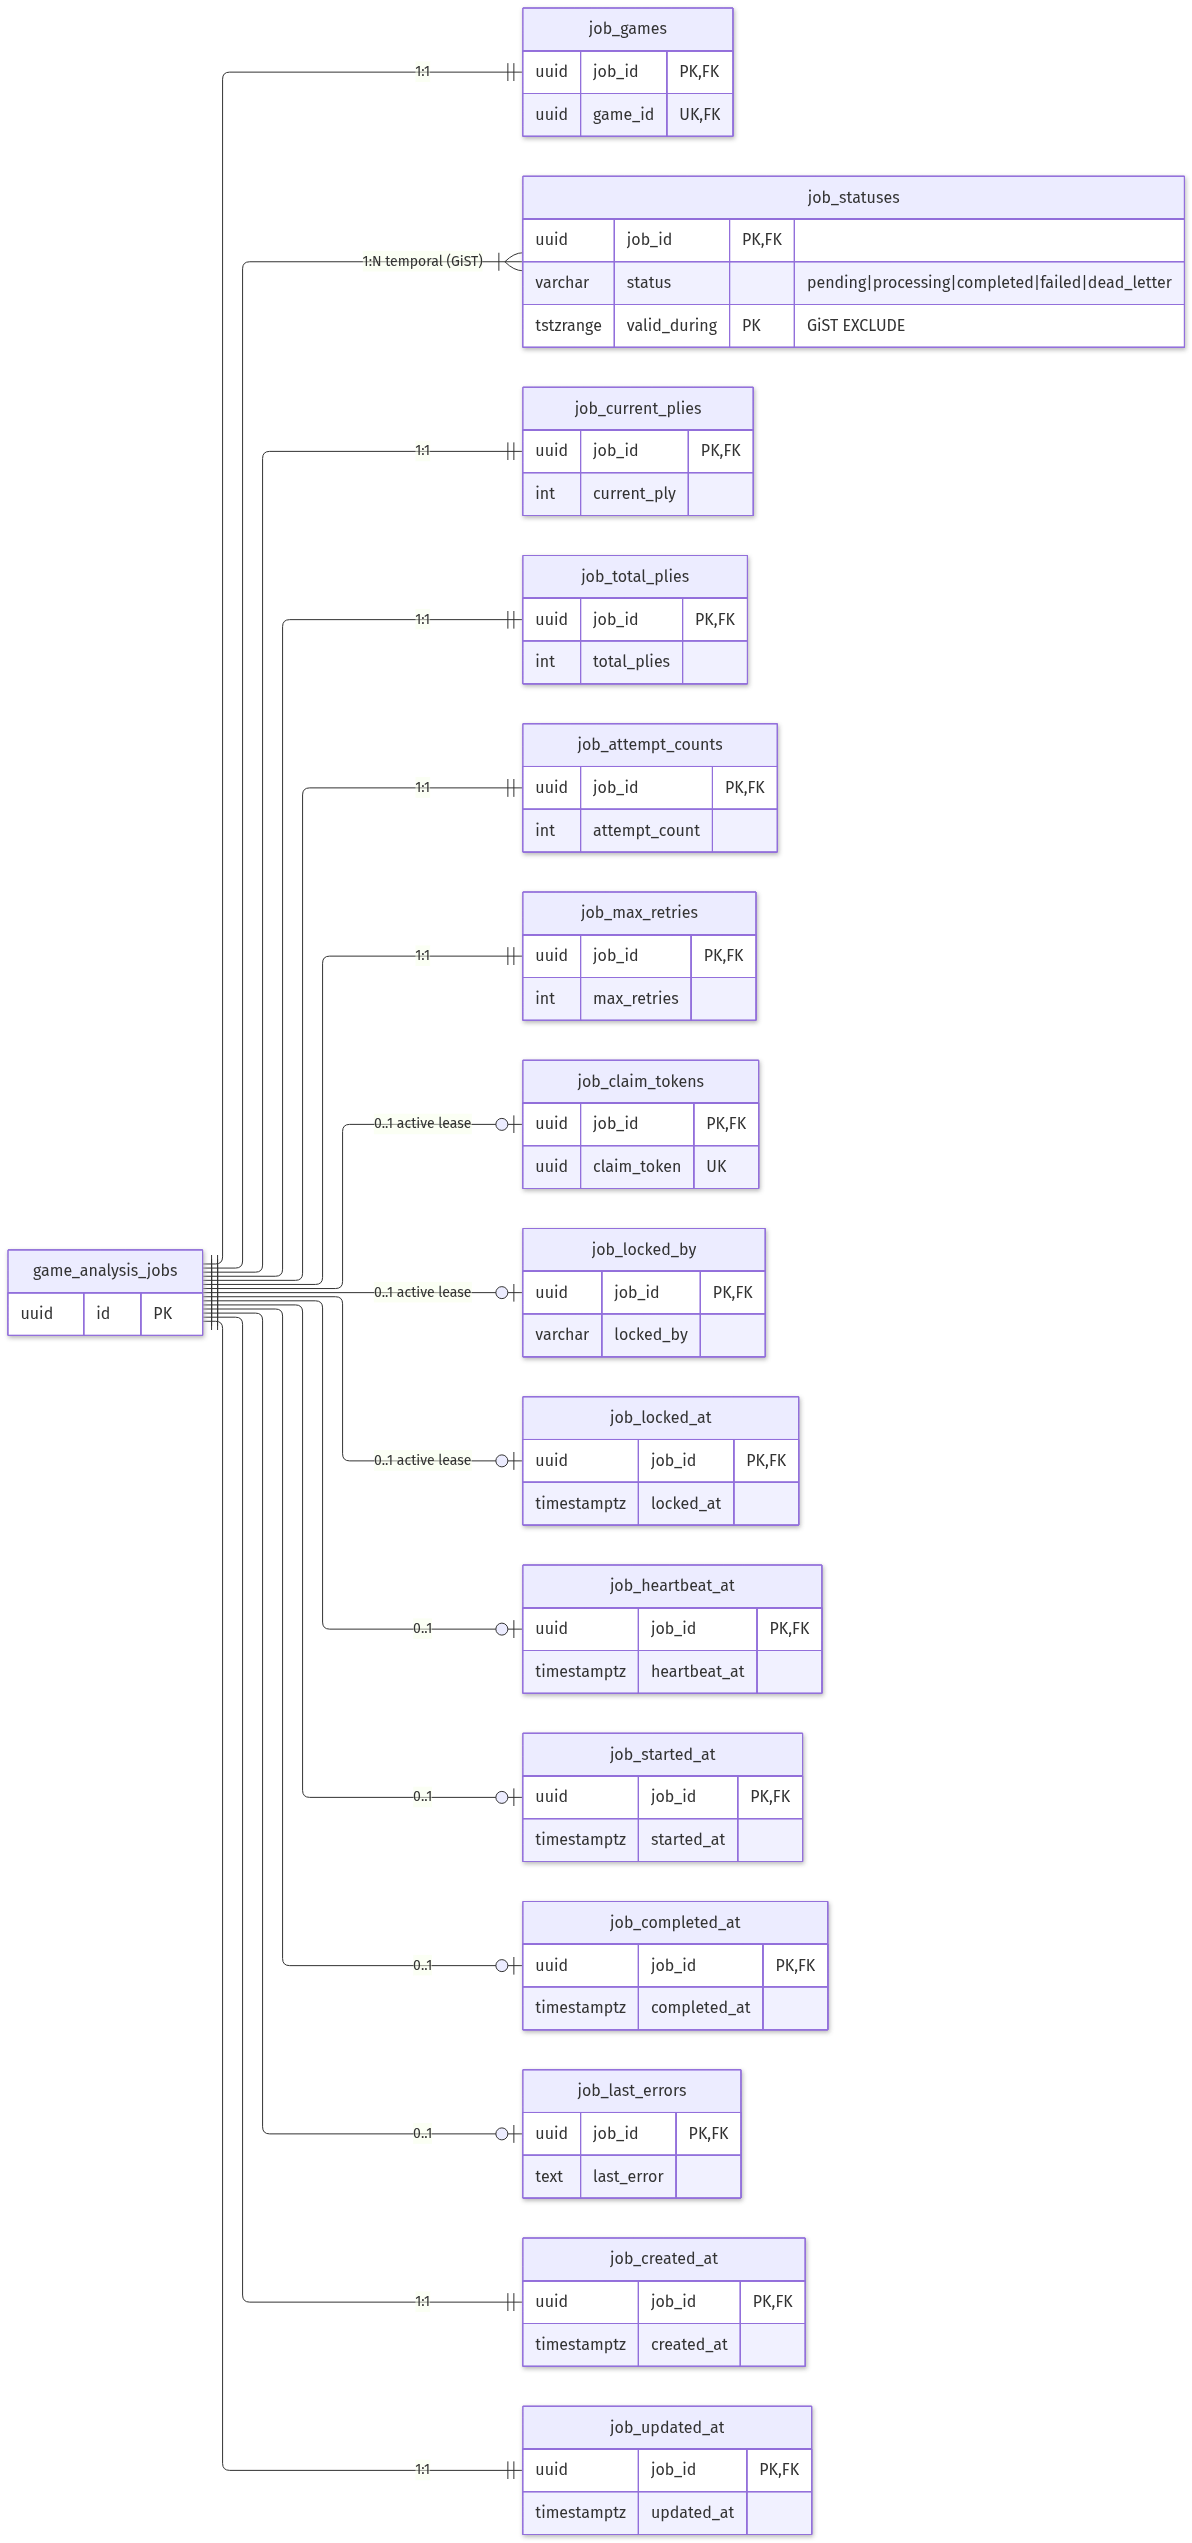 job_games
1:1
uuid job_id PK,FK
uuid game_id UK,FK
job_statuses
uuid job_id PK,FK
1:N temporal (GiST)
varchar status pending|processing|completed|failed|dead_letter
tstzrange valid_during PK GiST EXCLUDE
job_current_plies
1:1
uuid job_id PK,FK
int current_ply
job_total_plies
1:1
uuid job_id PK,FK
int total_plies
job_attempt_counts
1:1
uuid job_id PK,FK
int attempt_count
job_max_retries
1:1
uuid job_id PK,FK
int max_retries
job_claim_tokens
0..1 active lease
uuid job_id PK,FK
uuid claim_token UK
game_analysis_jobs
uuid id PK
job_locked_by
0..1 active lease
uuid job_id PK,FK
varchar locked_by
job_locked_at
0..1 active lease
uuid job_id PK,FK
timestamptz locked_at
job_heartbeat_at
0..1
uuid job_id PK,FK
timestamptz heartbeat_at
job_started_at
0..1
uuid job_id PK,FK
timestamptz started_at
job_completed_at
0..1
uuid job_id PK,FK
timestamptz completed_at
job_last_errors
0..1
uuid job_id PK,FK
text last_error
job_created_at
1:1
uuid job_id PK,FK
timestamptz created_at
job_updated_at
1:1
uuid job_id PK,FK
timestamptz updated_at